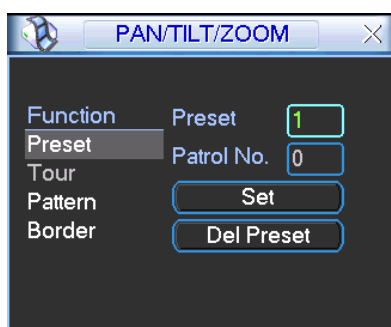 PAN/TILT/ZOOM
Function
Preset
Tour
Pattern
Border
Preset 1
Patrol No. 0
Set
Del Preset